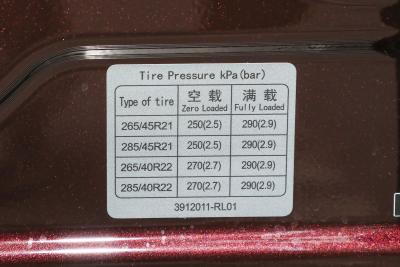 Tire Pressure kPa(bar)
Type of tire 空载 Zero Loaded 满载 Fully Loaded
265/45R21 250(2.5) 290(2.9)
285/45R21 250(2.5) 290(2.9)
265/40R22 270(2.7) 290(2.9)
285/40R22 270(2.7) 290(2.9)
3912011-RL01